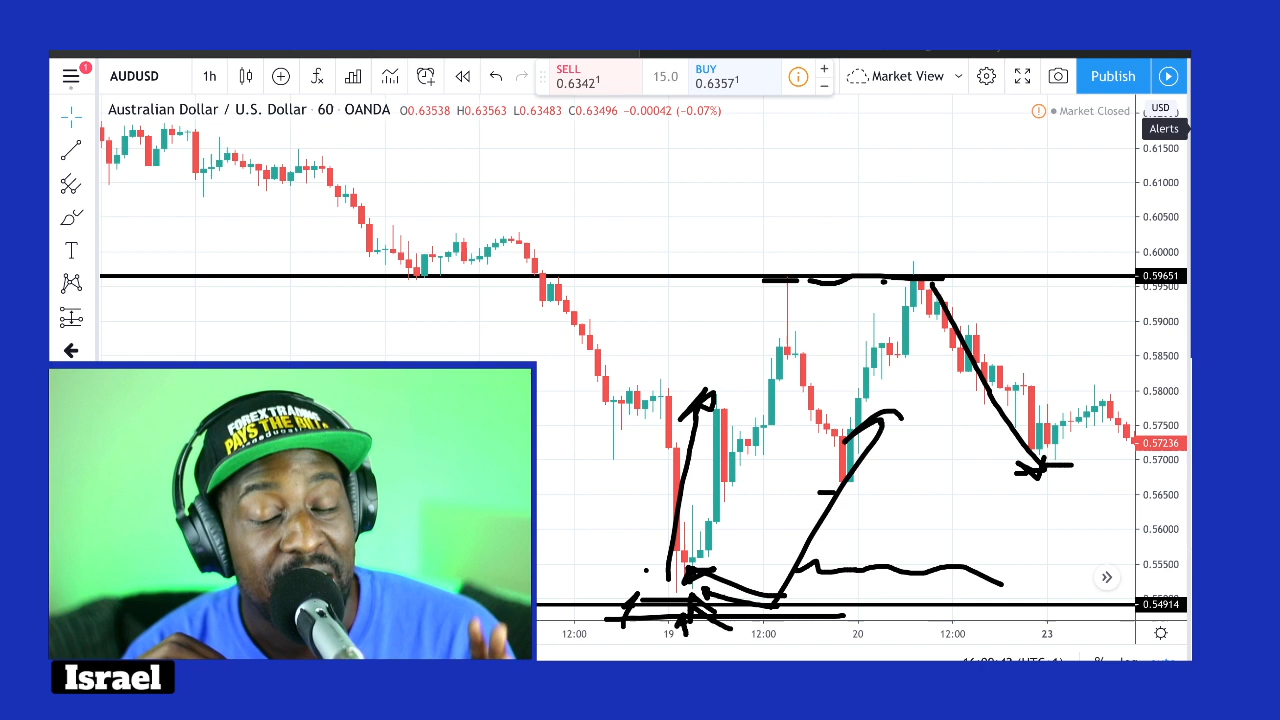 1
AUDUSD
1h
SELL
0.6342¹
15.0
BUY
0.6357¹
+
−
Market View
Publish
Australian Dollar / U.S. Dollar · 60 · OANDA O0.63538 H0.63563 L0.63483 C0.63496 −0.00042 (−0.07%)
Market Closed
USD
Alerts
0.61500
0.61000
0.60500
0.60000
0.59651
0.59500
0.59000
0.58500
0.58000
0.57500
0.57236
0.57000
0.56500
0.56000
0.55500
0.54914
12:00
19
12:00
20
12:00
23
FOREX TRADING
PAYS THE BILL
Israel